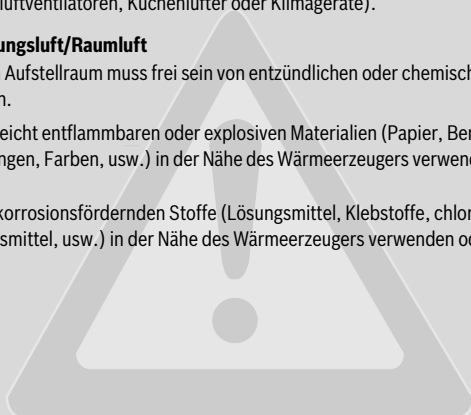 luftventilatoren, Küchenlüfter oder Klimageräte).
ungsluft/Raumluft
Aufstellraum muss frei sein von entzündlichen oder chemisch
n.
eicht entflammbaren oder explosiven Materialien (Papier, Ben
ngen, Farben, usw.) in der Nähe des Wärmeerzeugers verwend
korrosionsfördernden Stoffe (Lösungsmittel, Klebstoffe, chlor
smittel, usw.) in der Nähe des Wärmeerzeugers verwenden od